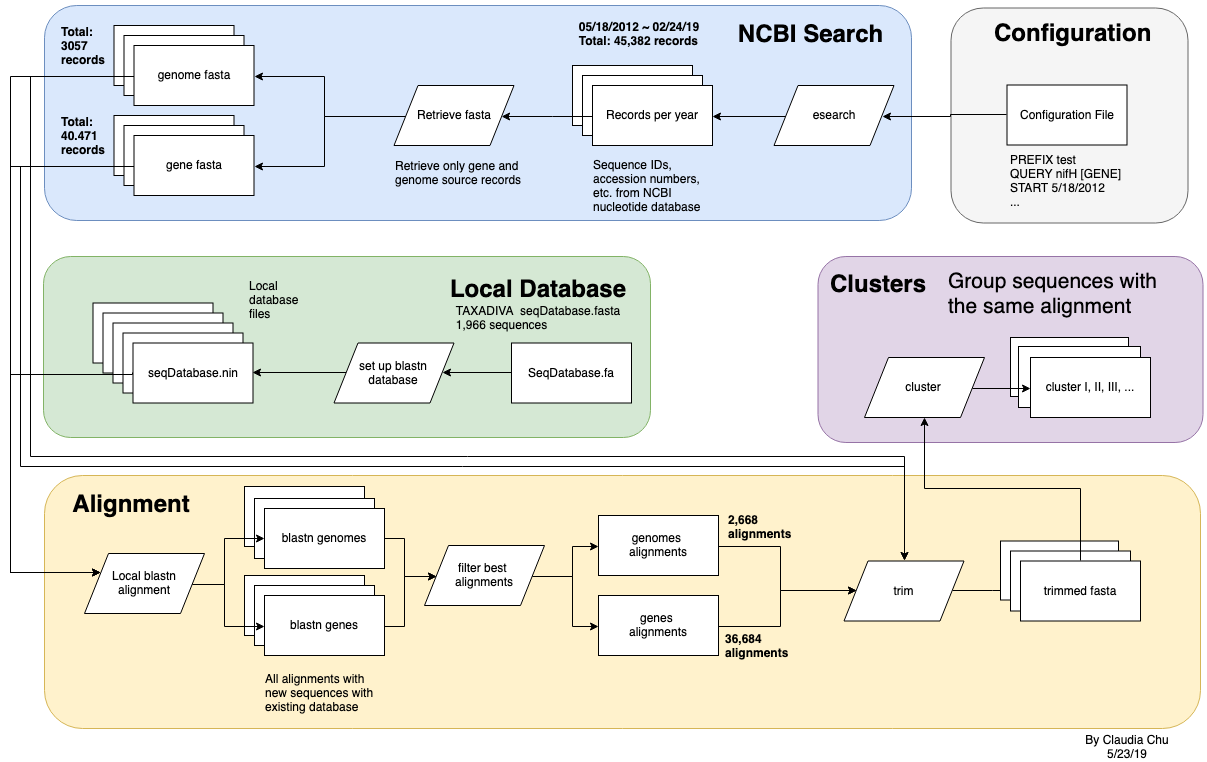 Total:
3057
records
genome fasta
Total:
40.471
records
gene fasta
Retrieve fasta
Retrieve only gene and
genome source records
05/18/2012 ~ 02/24/19
Total: 45,382 records
Records per year
Sequence IDs,
accession numbers,
etc. from NCBI
nucleotide database
NCBI Search
esearch
Configuration
Configuration File
PREFIX test
QUERY nifH [GENE]
START 5/18/2012
...
Local
database
files
seqDatabase.nin
set up blastn
database
Local Database
TAXADIVA seqDatabase.fasta
1,966 sequences
SeqDatabase.fa
Clusters
Group sequences with
the same alignment
cluster
cluster I, II, III, ...
Alignment
Local blastn
alignment
blastn genomes
blastn genes
All alignments with
new sequences with
existing database
filter best
alignments
genomes
alignments
2,668
alignments
genes
alignments
36,684
alignments
trim
trimmed fasta
By Claudia Chu
5/23/19